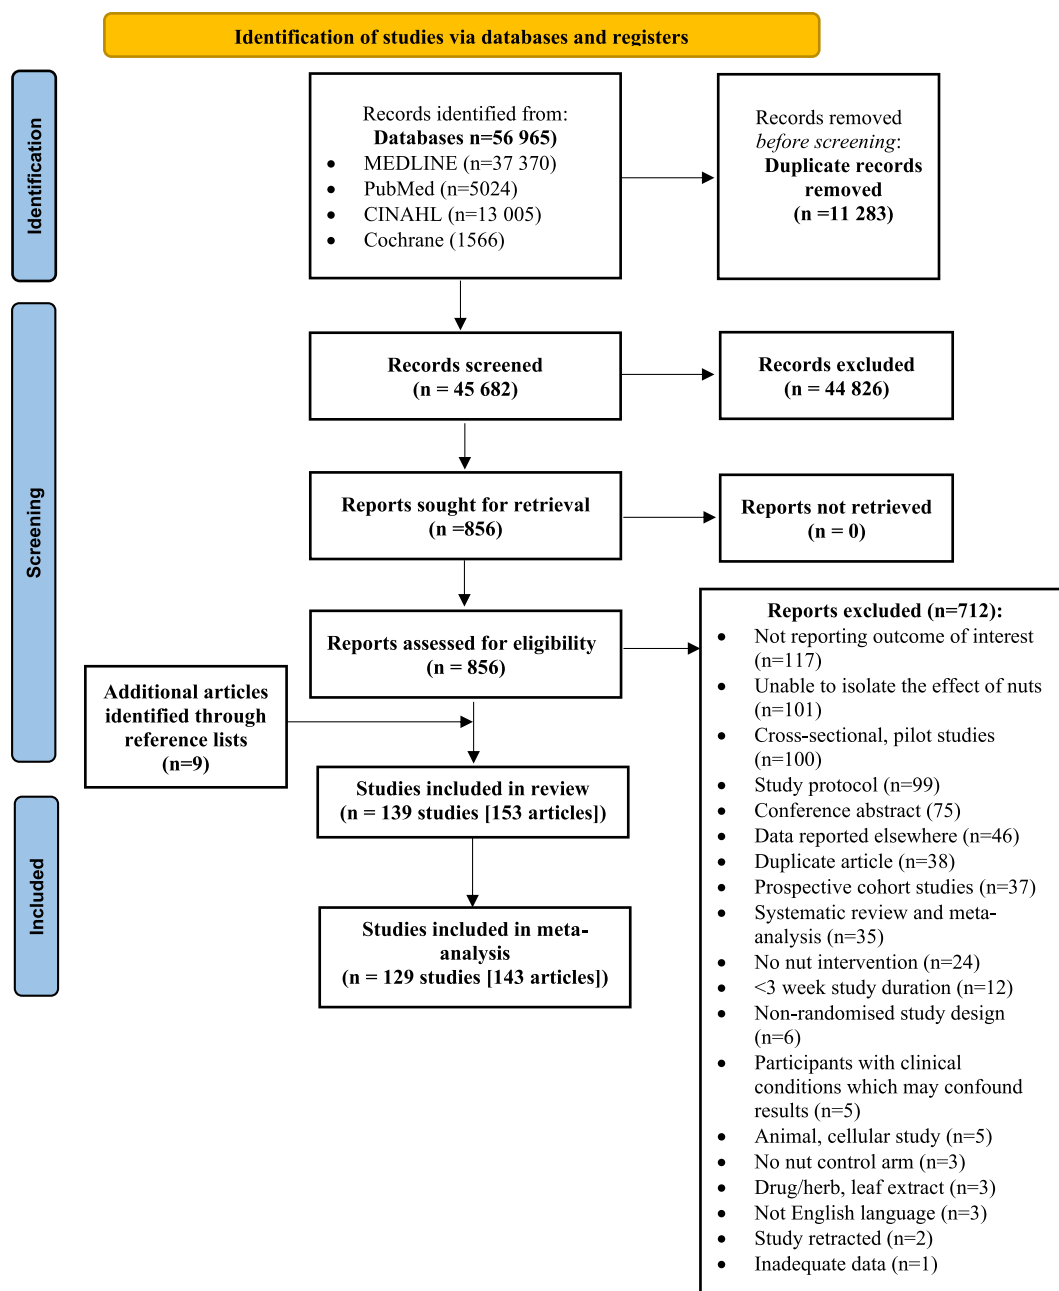 Identification of studies via databases and registers
Identification
Records identified from:
Databases n=56 965)
• MEDLINE (n=37 370)
• PubMed (n=5024)
• CINAHL (n=13 005)
• Cochrane (1566)
Records removed
before screening:
Duplicate records
removed
(n =11 283)
Screening
Records screened
(n = 45 682)
Records excluded
(n = 44 826)
Reports sought for retrieval
(n =856)
Reports not retrieved
(n = 0)
Reports assessed for eligibility
(n = 856)
Reports excluded (n=712):
• Not reporting outcome of interest
(n=117)
• Unable to isolate the effect of nuts
(n=101)
• Cross-sectional, pilot studies
(n=100)
• Study protocol (n=99)
• Conference abstract (75)
• Data reported elsewhere (n=46)
• Duplicate article (n=38)
• Prospective cohort studies (n=37)
• Systematic review and meta-
analysis (n=35)
• No nut intervention (n=24)
• <3 week study duration (n=12)
• Non-randomised study design
(n=6)
• Participants with clinical
conditions which may confound
results (n=5)
• Animal, cellular study (n=5)
• No nut control arm (n=3)
• Drug/herb, leaf extract (n=3)
• Not English language (n=3)
• Study retracted (n=2)
• Inadequate data (n=1)
Additional articles
identified through
reference lists
(n=9)
Included
Studies included in review
(n = 139 studies [153 articles])
Studies included in meta-
analysis
(n = 129 studies [143 articles])